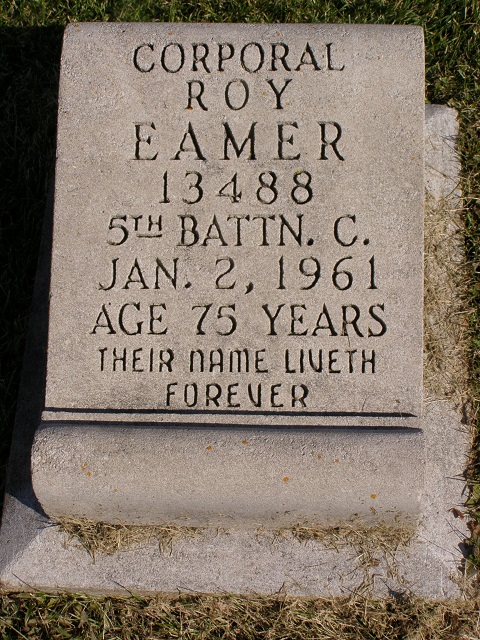 CORPORAL
ROY
EAMER
13488
5TH BATTN. C.
JAN. 2, 1961
AGE 75 YEARS
THEIR NAME LIVETH
FOREVER